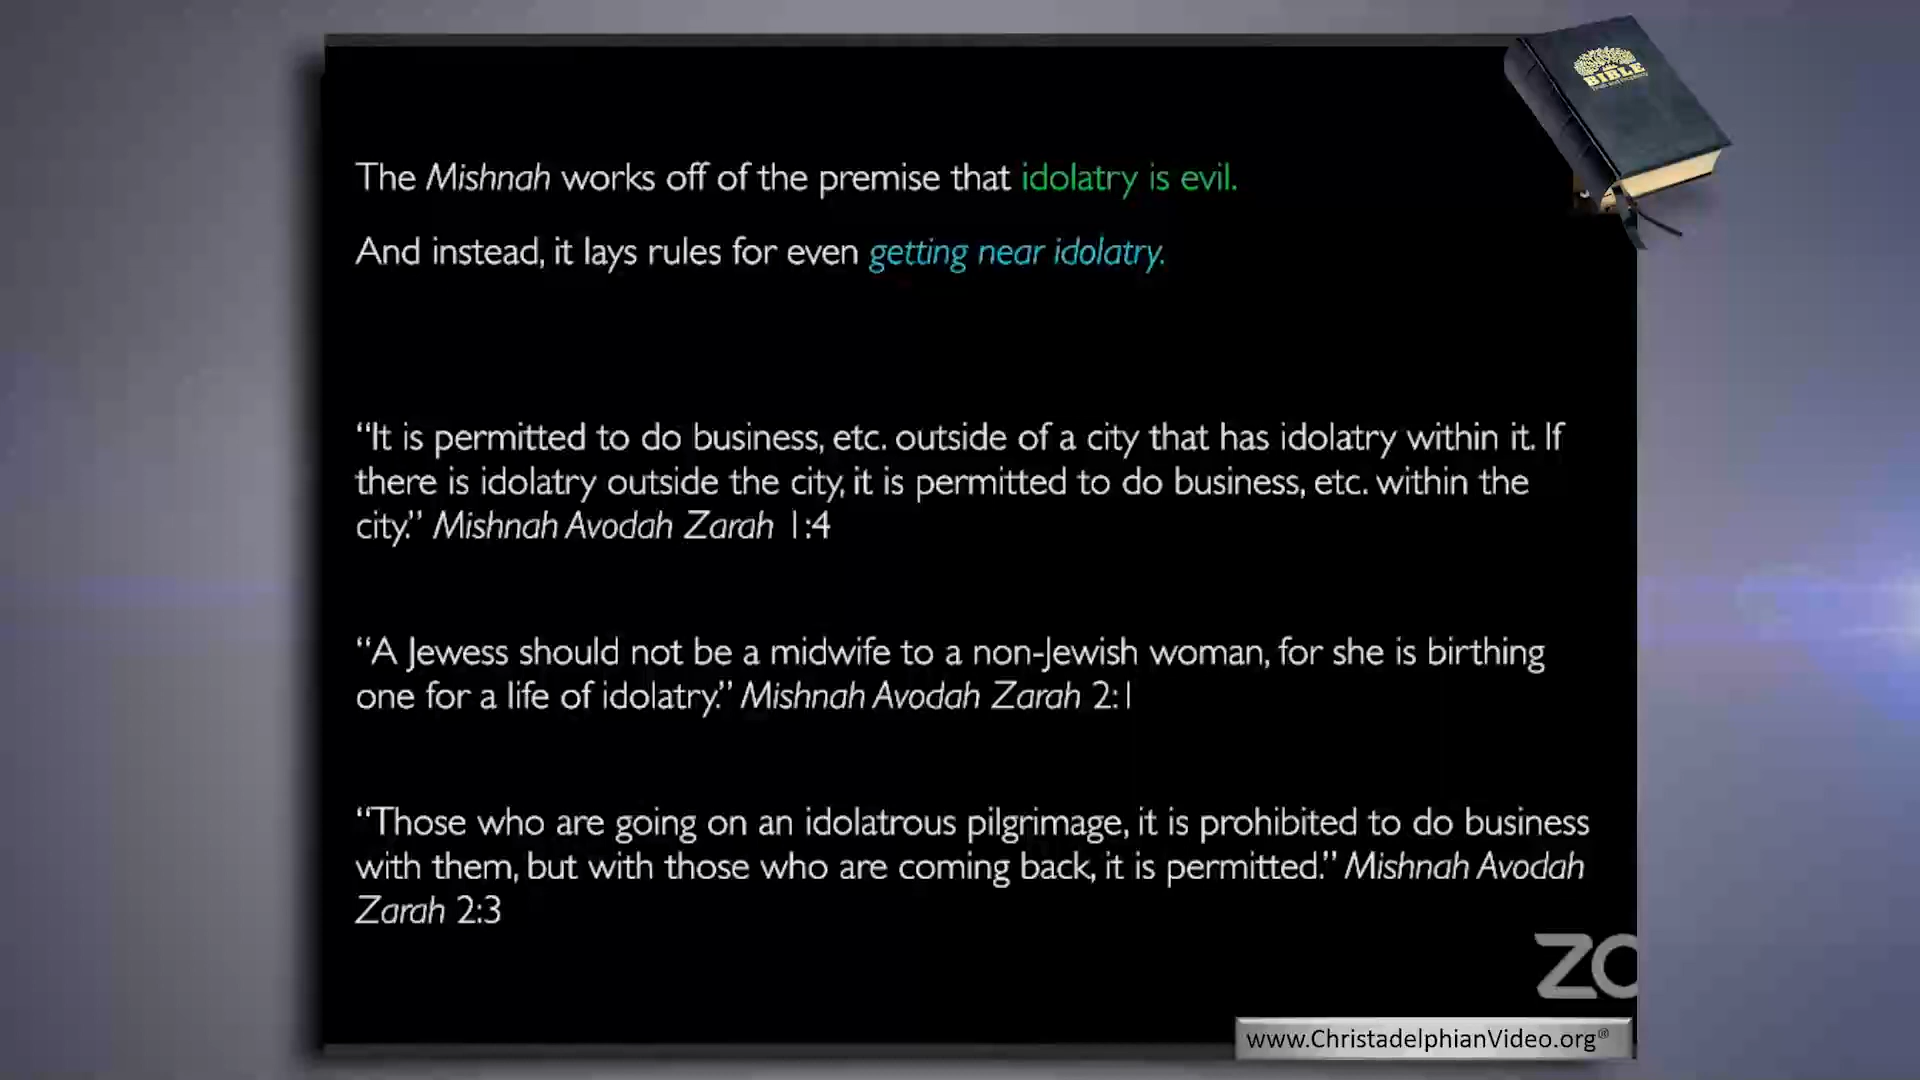 BIBLE
The Mishnah works off of the premise that idolatry is evil.
And instead, it lays rules for even getting near idolatry.
“It is permitted to do business, etc. outside of a city that has idolatry within it. If
there is idolatry outside the city, it is permitted to do business, etc. within the
city.” Mishnah Avodah Zarah 1:4
“A Jewess should not be a midwife to a non-Jewish woman, for she is birthing
one for a life of idolatry.” Mishnah Avodah Zarah 2:1
“Those who are going on an idolatrous pilgrimage, it is prohibited to do business
with them, but with those who are coming back, it is permitted.” Mishnah Avodah
Zarah 2:3
ZO
www.ChristadelphianVideo.org®